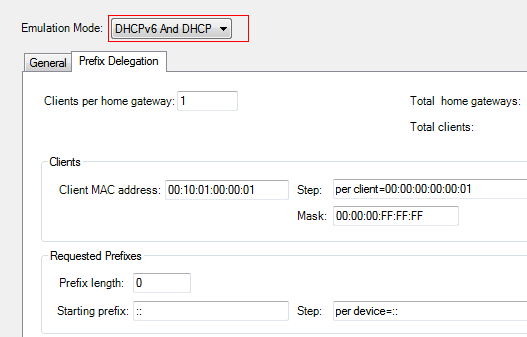 Emulation Mode: DHCPv6 And DHCP
General Prefix Delegation
Clients per home gateway: 1 Total home gateways:
Total clients:
Clients
Client MAC address: 00:10:01:00:00:01 Step: per client=00:00:00:00:00:01
Mask: 00:00:00:FF:FF:FF
Requested Prefixes
Prefix length: 0
Starting prefix: :: Step: per device=::